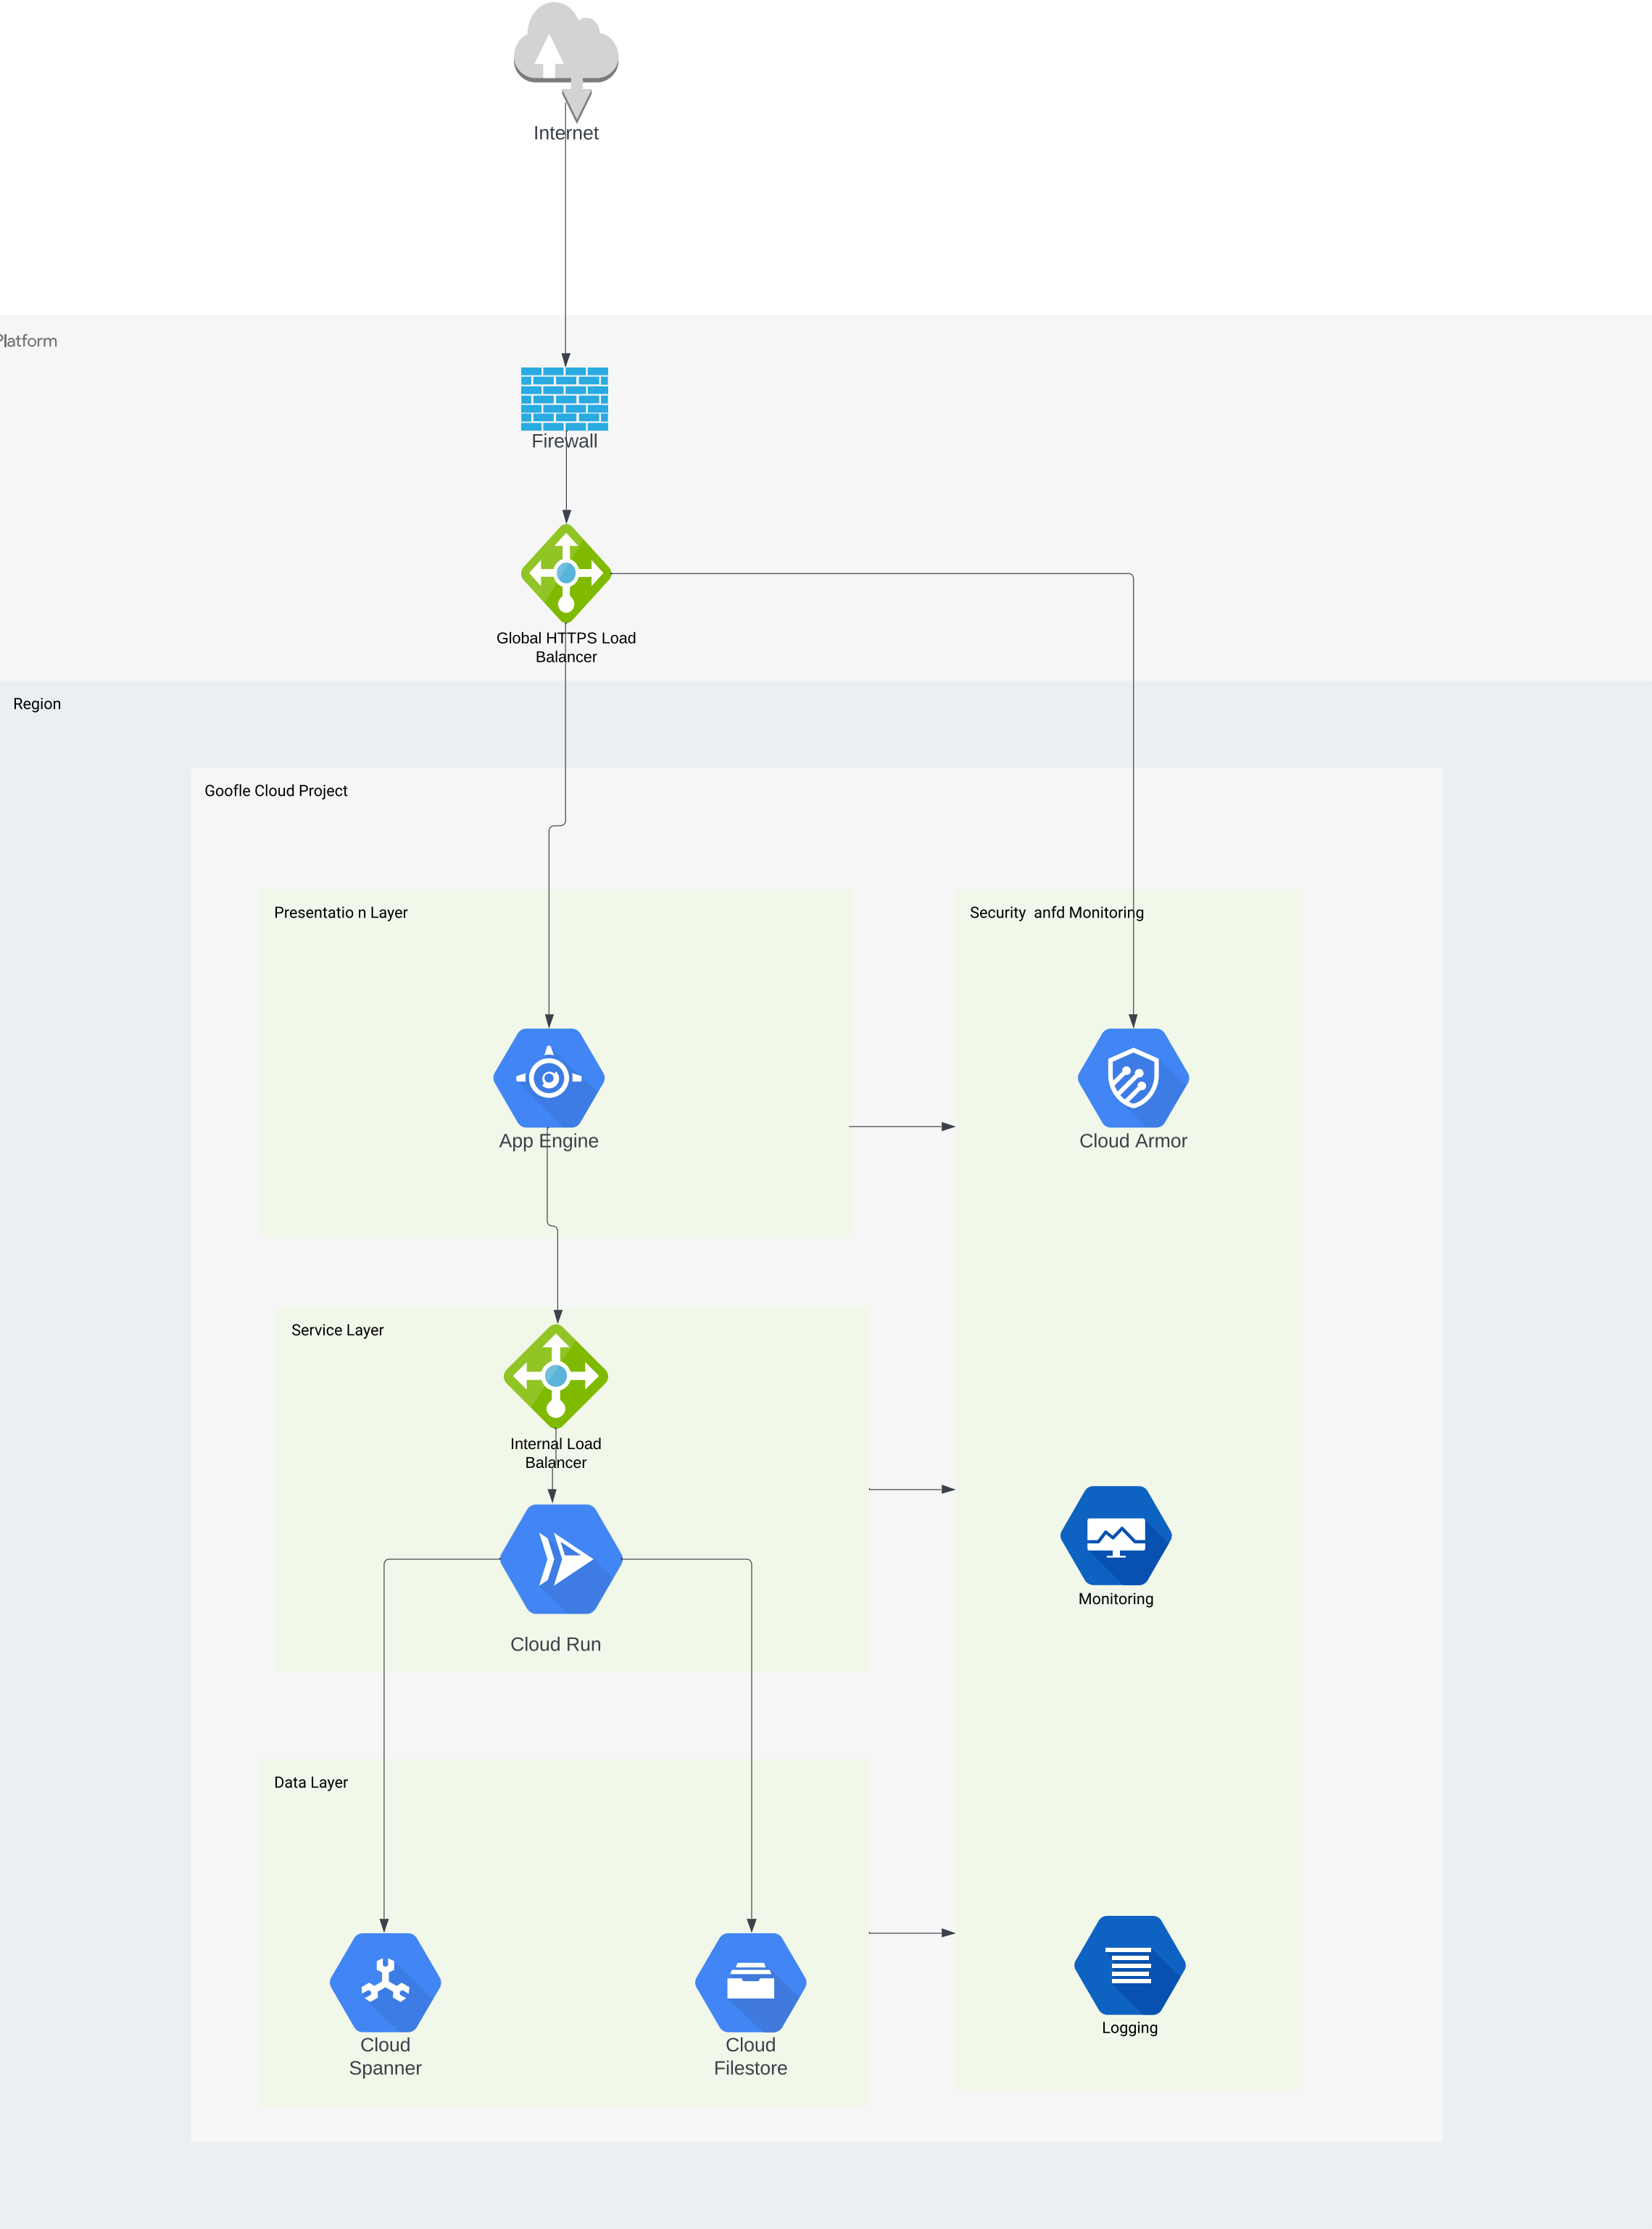 Internet
Platform
Firewall
Global HTTPS Load
Balancer
Region
Goofle Cloud Project
Presentatio n Layer
Security  anfd Monitoring
App Engine
Cloud Armor
Service Layer
Internal Load
Balancer
Monitoring
Cloud Run
Data Layer
Cloud
Spanner
Cloud
Filestore
Logging